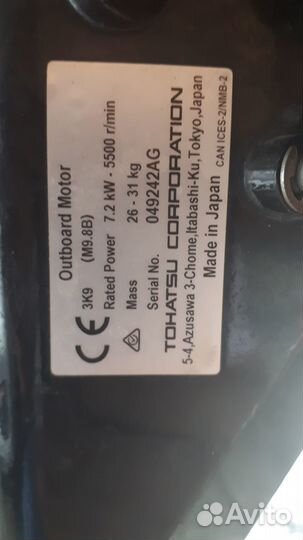 Outboard Motor
CE 3K9 (M9.8B)
Rated Power 7.2 kW - 5500 r/min
Mass 26 - 31 kg
Serial No. 049242AG
TOHATSU CORPORATION
5-4,Azusawa 3-Chome,Itabashi-Ku,Tokyo,Japan
Made in Japan CAN ICES-2/NMB-2
Avito